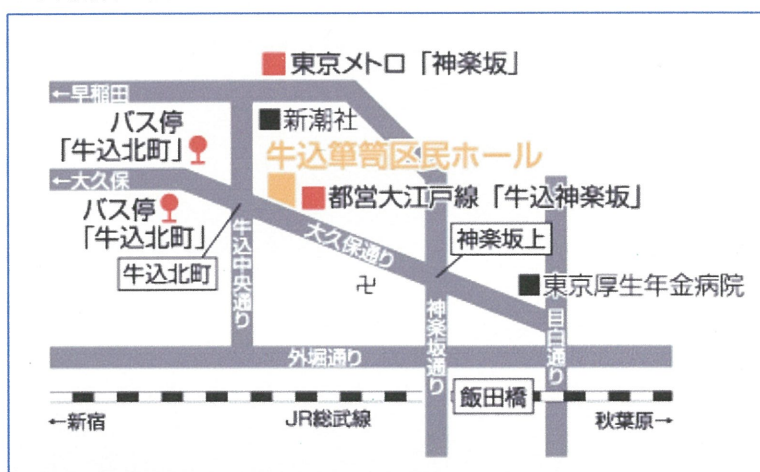 ■東京メトロ「神楽坂」
←早稲田
バス停
「牛込北町」
■新潮社
牛込箪笥区民ホール
←大久保
■都営大江戸線「牛込神楽坂」
バス停
「牛込北町」
大久保通り
神楽坂上
牛込北町
牛込中央通り
卍
■東京厚生年金病院
神楽坂通り
目白通り
外堀通り
飯田橋
←新宿
JR総武線
秋葉原→